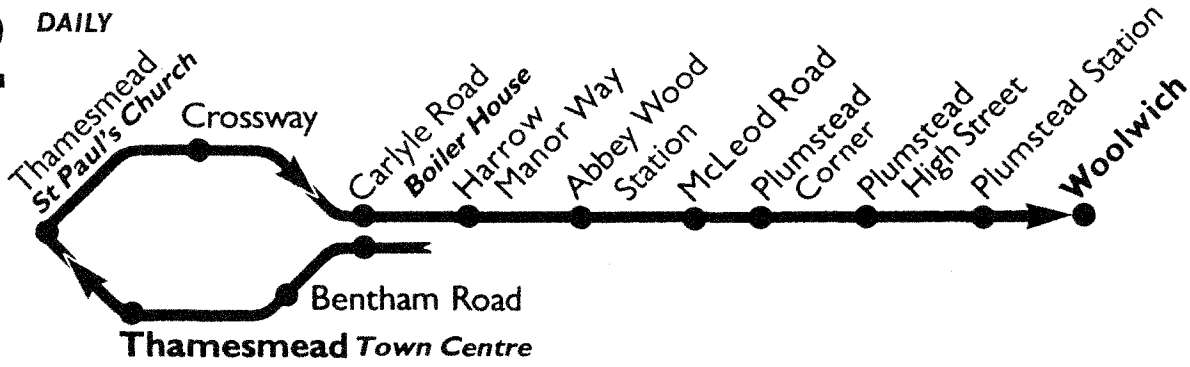 DAILY
Thamesmead
St Paul's Church
Crossway
Carlyle Road
Boiler House
Harrow
Manor Way
Abbey Wood
Station
McLeod Road
Plumstead
Corner
Plumstead
High Street
Plumstead Station
Woolwich
Bentham Road
Thamesmead Town Centre